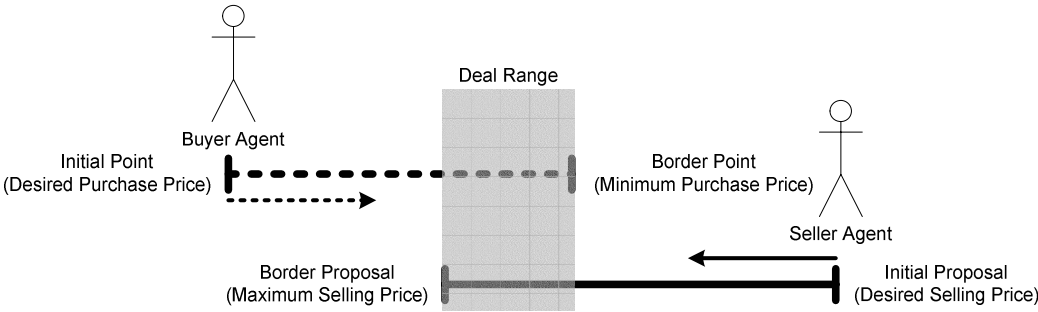 Deal Range
Buyer Agent
Initial Point
(Desired Purchase Price)
Border Point
(Minimum Purchase Price)
Seller Agent
Border Proposal
(Maximum Selling Price)
Initial Proposal
(Desired Selling Price)